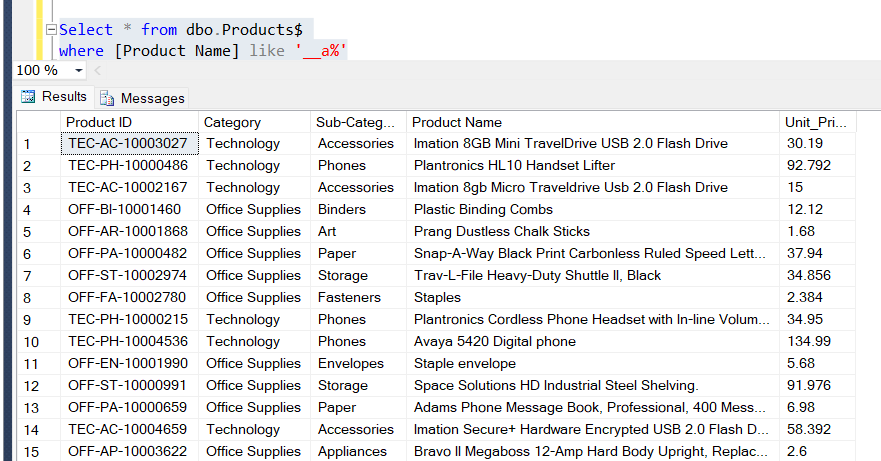 Select * from dbo.Products$
where [Product Name] like '__a%'
100 %
Results Messages
Product ID Category Sub-Categ... Product Name Unit_Pri...
1 TEC-AC-10003027 Technology Accessories Imation 8GB Mini TravelDrive USB 2.0 Flash Drive 30.19
2 TEC-PH-10000486 Technology Phones Plantronics HL10 Handset Lifter 92.792
3 TEC-AC-10002167 Technology Accessories Imation 8gb Micro Traveldrive Usb 2.0 Flash Drive 15
4 OFF-BI-10001460 Office Supplies Binders Plastic Binding Combs 12.12
5 OFF-AR-10001868 Office Supplies Art Prang Dustless Chalk Sticks 1.68
6 OFF-PA-10000482 Office Supplies Paper Snap-A-Way Black Print Carbonless Ruled Speed Lett... 37.94
7 OFF-ST-10002974 Office Supplies Storage Trav-L-File Heavy-Duty Shuttle II, Black 34.856
8 OFF-FA-10002780 Office Supplies Fasteners Staples 2.384
9 TEC-PH-10000215 Technology Phones Plantronics Cordless Phone Headset with In-line Volum... 34.95
10 TEC-PH-10004536 Technology Phones Avaya 5420 Digital phone 134.99
11 OFF-EN-10001990 Office Supplies Envelopes Staple envelope 5.68
12 OFF-ST-10000991 Office Supplies Storage Space Solutions HD Industrial Steel Shelving. 91.976
13 OFF-PA-10000659 Office Supplies Paper Adams Phone Message Book, Professional, 400 Mess... 6.98
14 TEC-AC-10004659 Technology Accessories Imation Secure+ Hardware Encrypted USB 2.0 Flash D... 58.392
15 OFF-AP-10003622 Office Supplies Appliances Bravo II Megaboss 12-Amp Hard Body Upright, Replac... 2.6